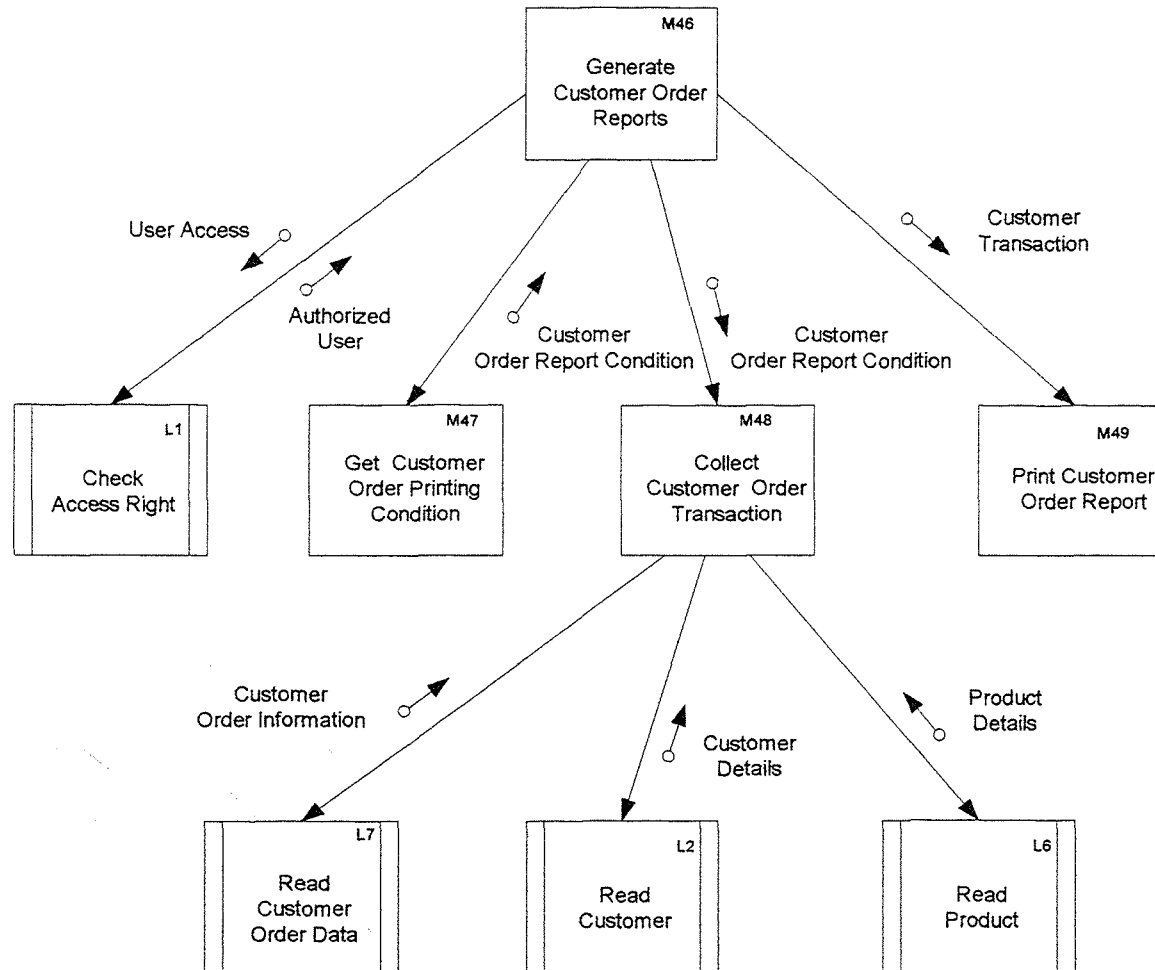 M46
Generate
Customer Order
Reports
User Access
Authorized
User
Customer
Order Report Condition
Customer
Order Report Condition
Customer
Transaction
L1
Check
Access Right
M47
Get Customer
Order Printing
Condition
M48
Collect
Customer Order
Transaction
M49
Print Customer
Order Report
Customer
Order Information
Customer
Details
Product
Details
L7
Read
Customer
Order Data
L2
Read
Customer
L6
Read
Product